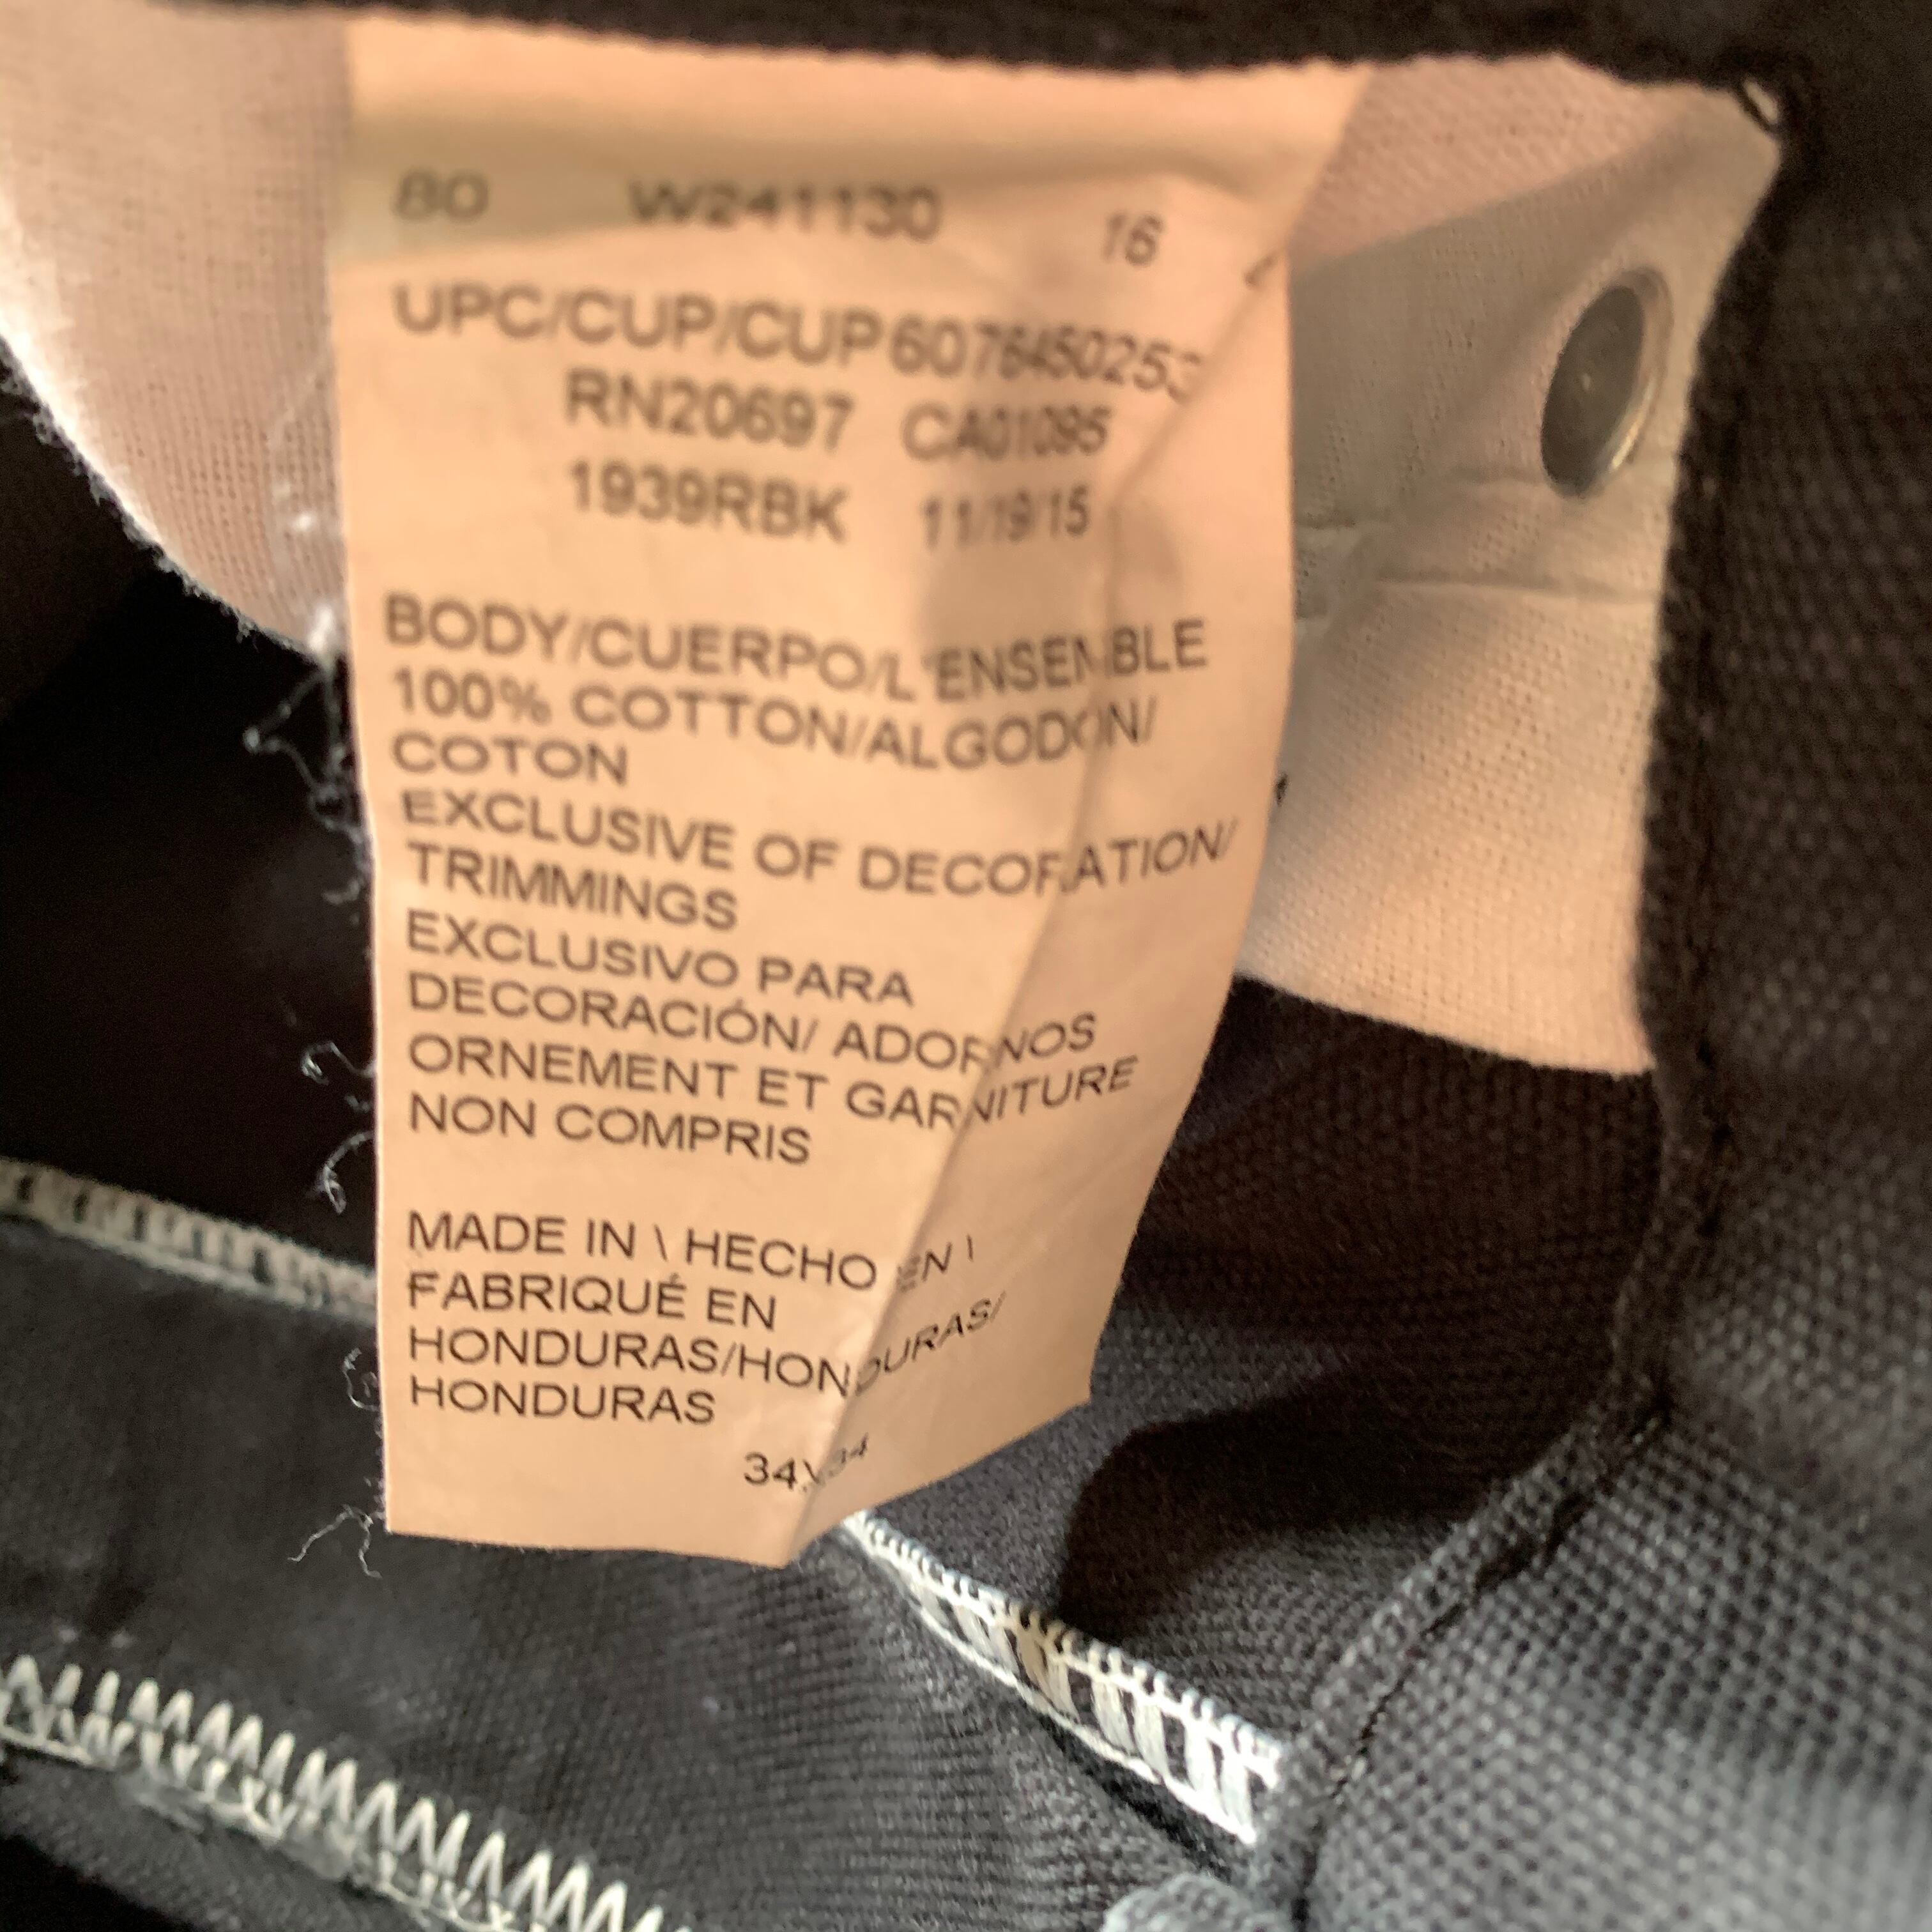 80 W241130 16
UPC/CUP/CUP 6076450253
RN20697 CA01095
1939RBK 11/19/15
BODY/CUERPO/L'ENSEMBLE
100% COTTON/ALGODON/
COTON
EXCLUSIVE OF DECORATION/
TRIMMINGS
EXCLUSIVO PARA
DECORACIÓN/ ADORNOS
ORNEMENT ET GARNITURE
NON COMPRIS
MADE IN \ HECHO EN \
FABRIQUÉ EN
HONDURAS/HONDURAS/
HONDURAS
34X34